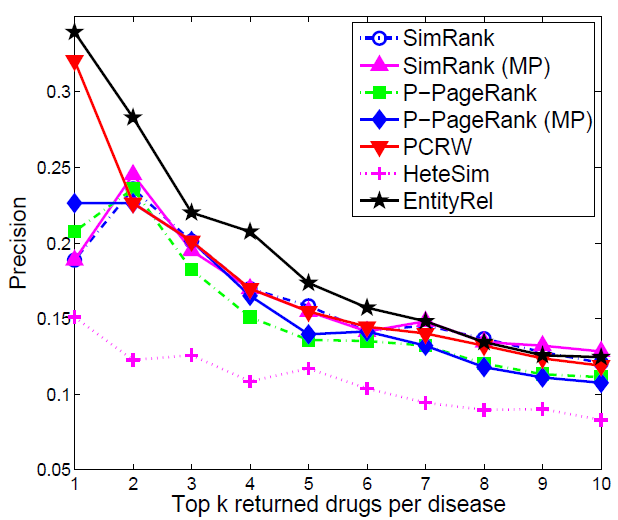 SimRank
SimRank (MP)
P-PageRank
P-PageRank (MP)
PCRW
HeteSim
EntityRel
Precision
0.3
0.25
0.2
0.15
0.1
0.05
1 2 3 4 5 6 7 8 9 10
Top k returned drugs per disease